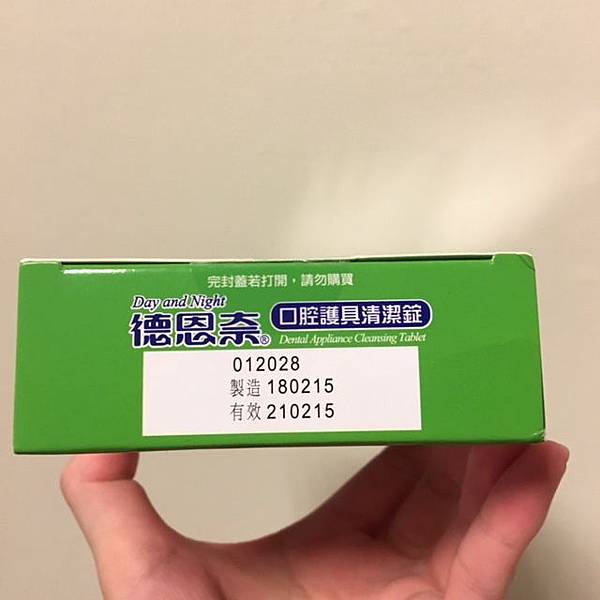 完封蓋若打開，請勿購買
Day and Night
德恩奈®
口腔護具清潔錠
Dental Appliance Cleansing Tablet
012028
製造 180215
有效 210215